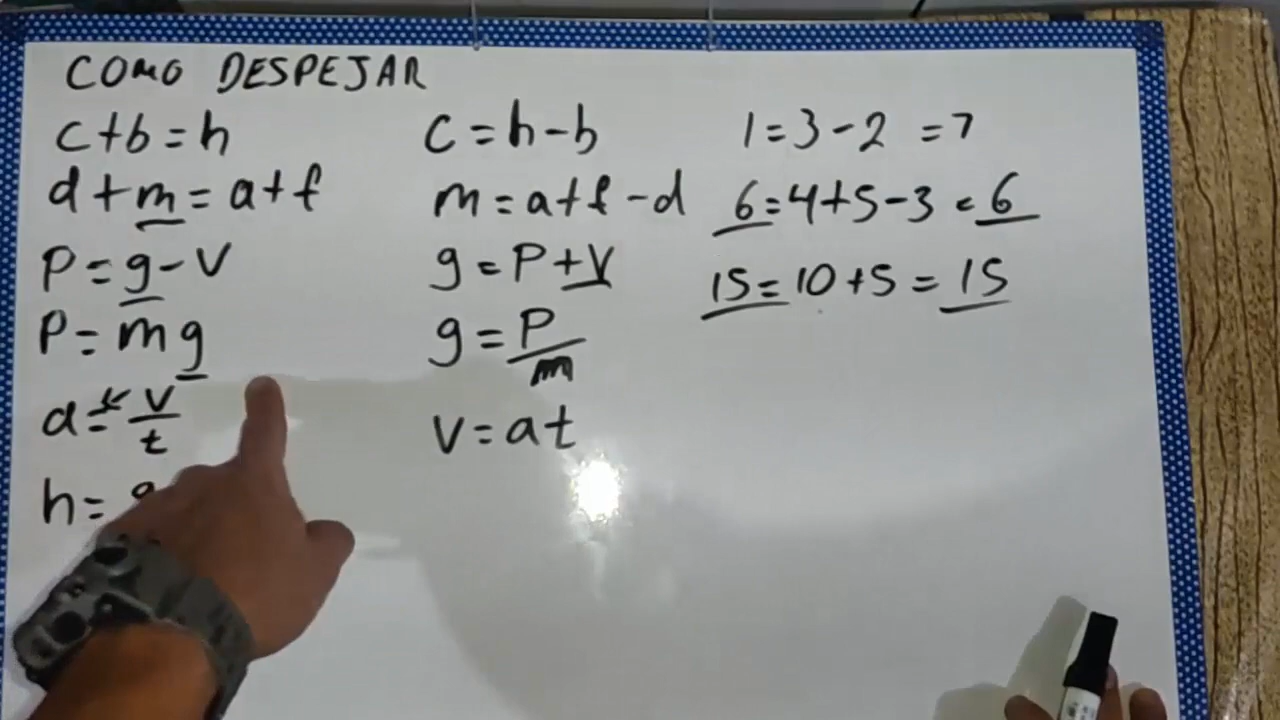 COMO DESPEJAR
c+b=h c=h-b 1=3-2 =7
d+m=a+f m=a+f-d 6=4+5-3 = 6
P=g-v g=P+v 15=10+5=15
P=mg g=P/m
a=v/t v=at
h=